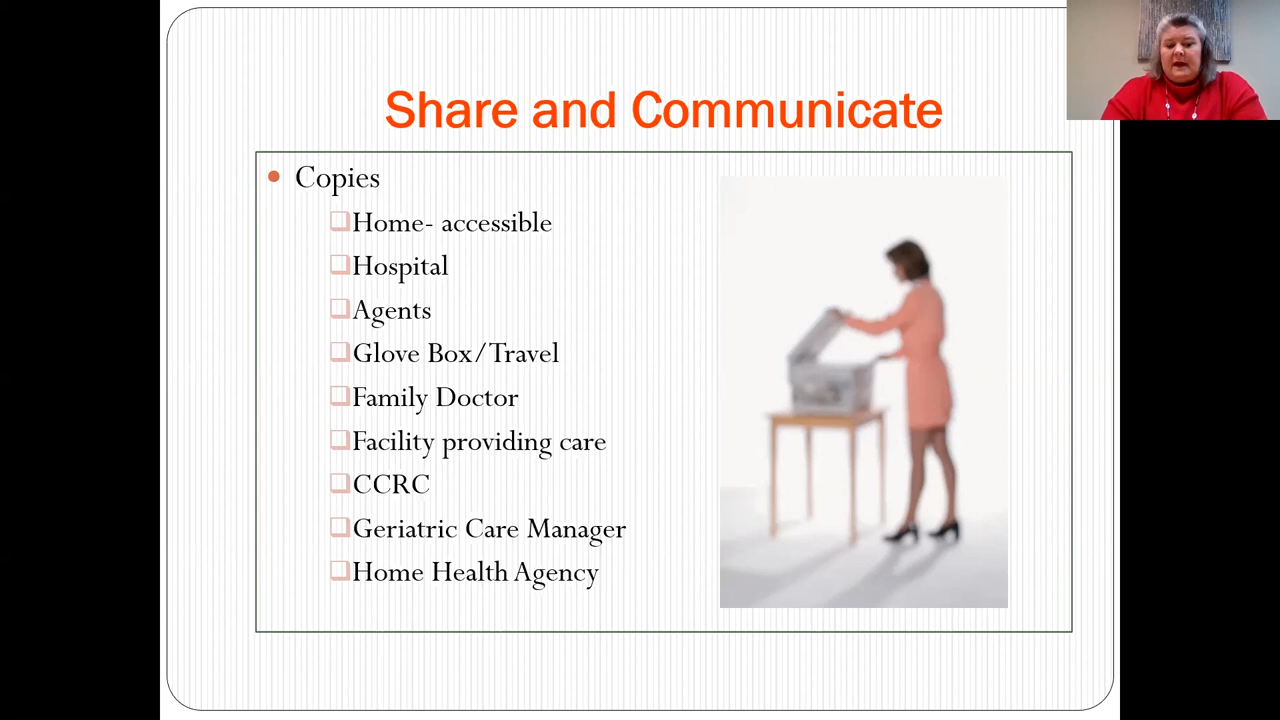 Share and Communicate
Copies
Home- accessible
Hospital
Agents
Glove Box/Travel
Family Doctor
Facility providing care
CCRC
Geriatric Care Manager
Home Health Agency